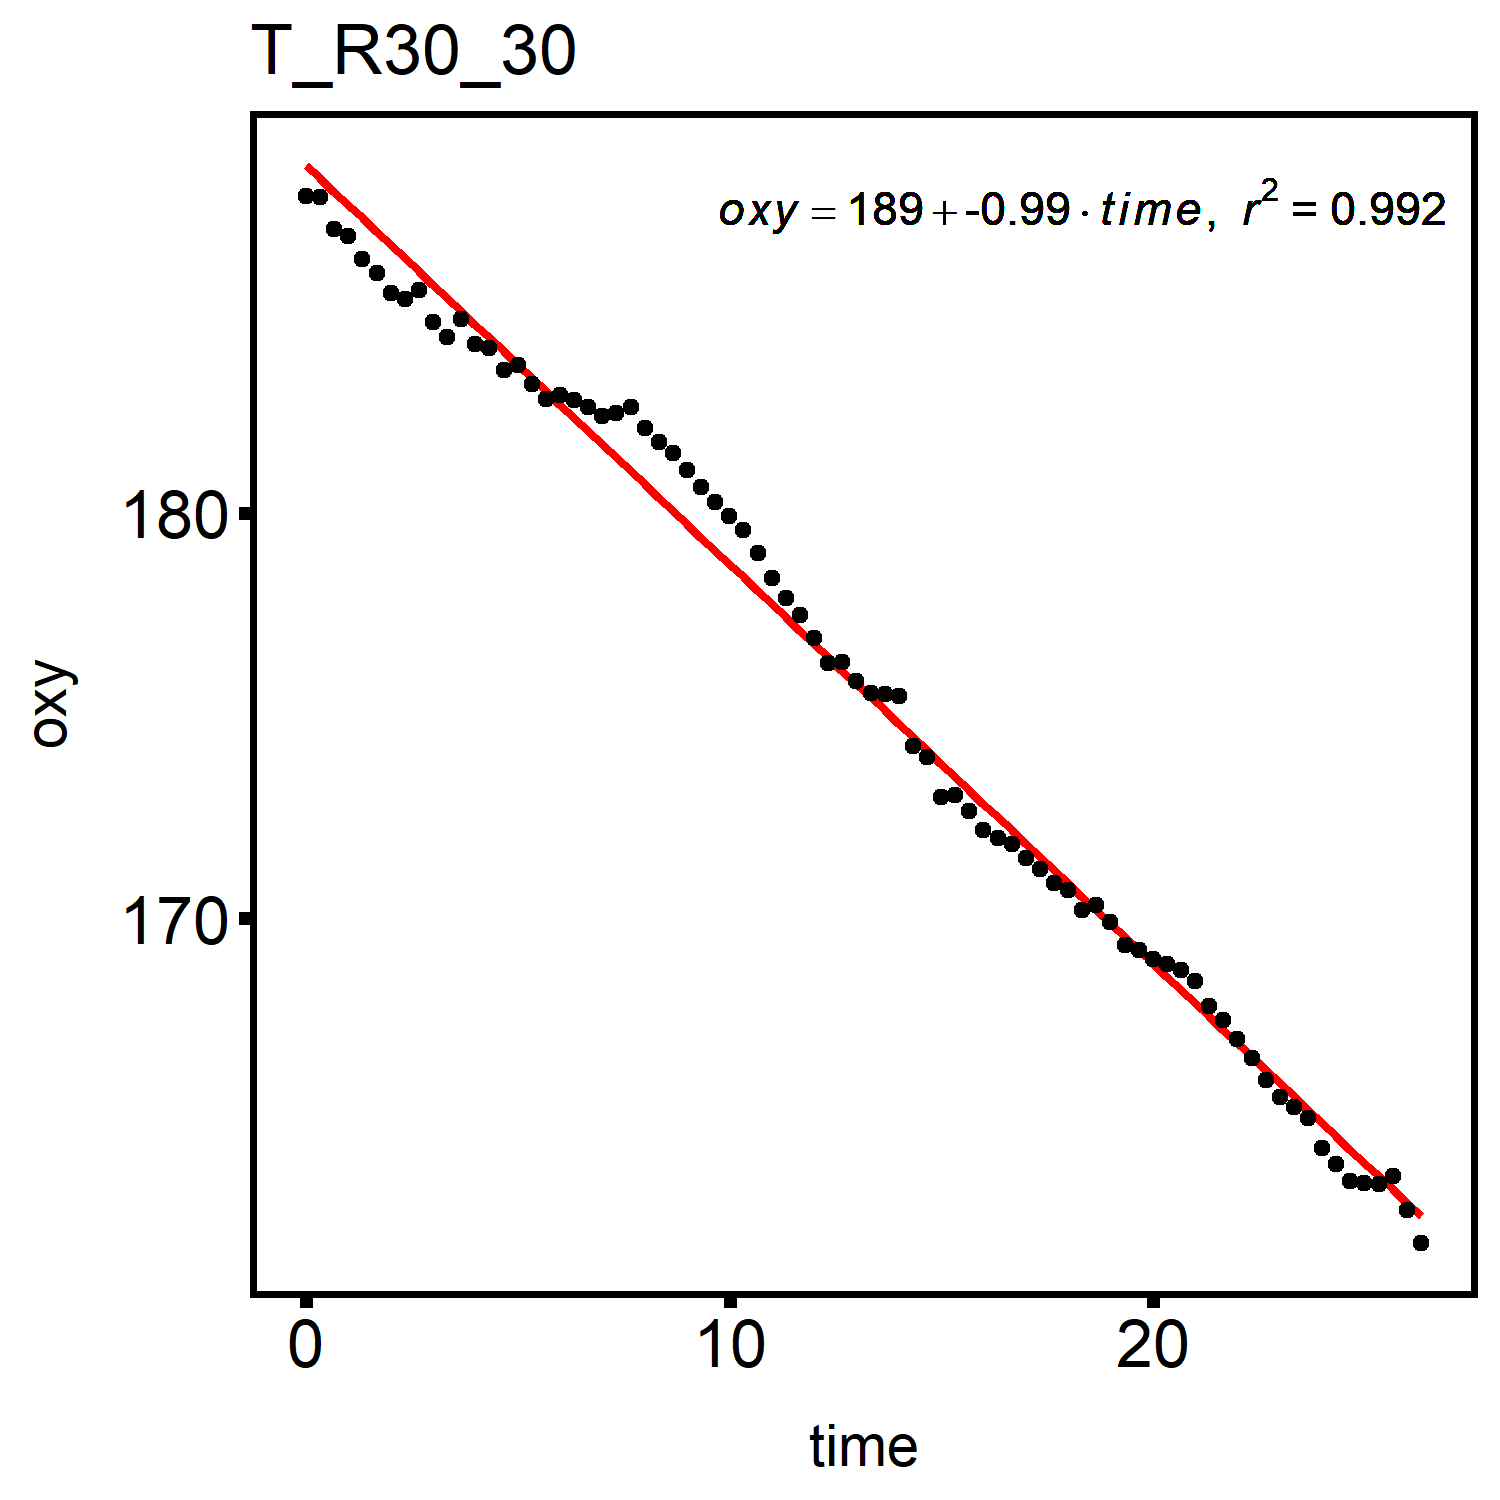 T_R30_30
oxy = 189 + -0.99 · time, r² = 0.992
180
170
oxy
0 10 20
time